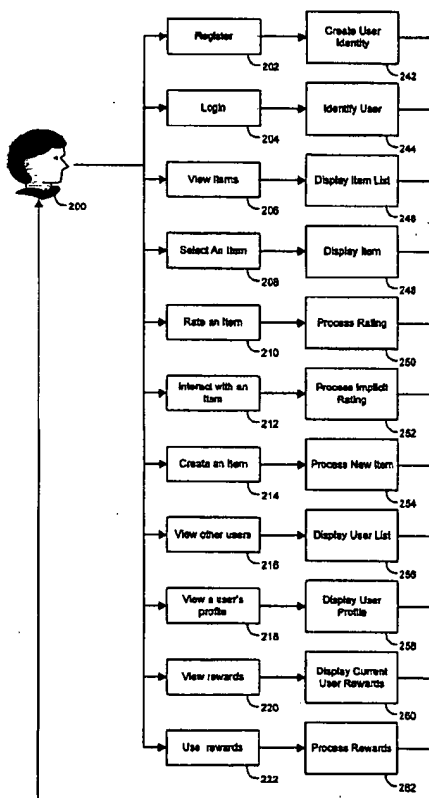 Register
202
Create User
Identity
242
Login
204
Identify User
244
200
View Items
206
Display Item List
246
Select An Item
208
Display Item
248
Rate an Item
210
Process Rating
250
Interact with an
Item
212
Process Implicit
Rating
252
Create an Item
214
Process New Item
254
View other users
216
Display User List
256
View a user's
profile
218
Display User
Profile
258
View rewards
220
Display Current
User Rewards
260
Use rewards
222
Process Rewards
262